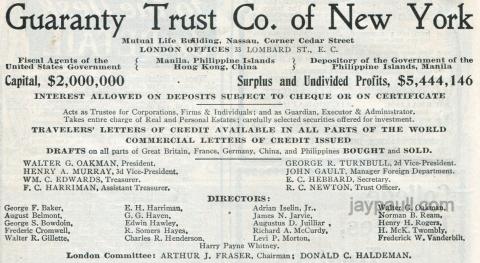 Guaranty Trust Co. of New York
Mutual Life Building, Nassau, Corner Cedar Street
LONDON OFFICES 33 LOMBARD ST., E. C.
Fiscal Agents of the United States Government { Manila, Philippine Islands Hong Kong, China } Depository of the Government of the Philippine Islands, Manila
Capital, $2,000,000 Surplus and Undivided Profits, $5,444,146
INTEREST ALLOWED ON DEPOSITS SUBJECT TO CHEQUE OR ON CERTIFICATE
Acts as Trustee for Corporations, Firms & Individuals; and as Guardian, Executor & Administrator.
Takes entire charge of Real and Personal Estates; carefully selected securities offered for investment.
TRAVELERS' LETTERS OF CREDIT AVAILABLE IN ALL PARTS OF THE WORLD
COMMERCIAL LETTERS OF CREDIT ISSUED
DRAFTS on all parts of Great Britain, France, Germany, China, and Philippines BOUGHT and SOLD.
WALTER G. OAKMAN, President. GEORGE R. TURNBULL, 2d Vice-President.
HENRY A. MURRAY, 3d Vice-President. JOHN GAULT, Manager Foreign Department.
WM. C. EDWARDS, Treasurer. E. C. HEBBARD, Secretary.
F. C. HARRIMAN, Assistant Treasurer. R. C. NEWTON, Trust Officer.
DIRECTORS:
George F. Baker, E. H. Harriman, Adrian Iselin, Jr., Walter G. Oakman,
August Belmont, G. G. Haven, James N. Jarvie, Norman B. Ream,
George S. Bowdoin, Edwin Hawley, Augustus D. Juilliard, Henry H. Rogers,
Frederic Cromwell, R. Somers Hayes, Richard A. McCurdy, H. McK. Twombly,
Walter R. Gillette, Charles R. Henderson, Levi P. Morton, Frederick W. Vanderbilt,
Harry Payne Whitney.
London Committee: ARTHUR J. FRASER, Chairman; DONALD C. HALDEMAN.
jaypaull.com